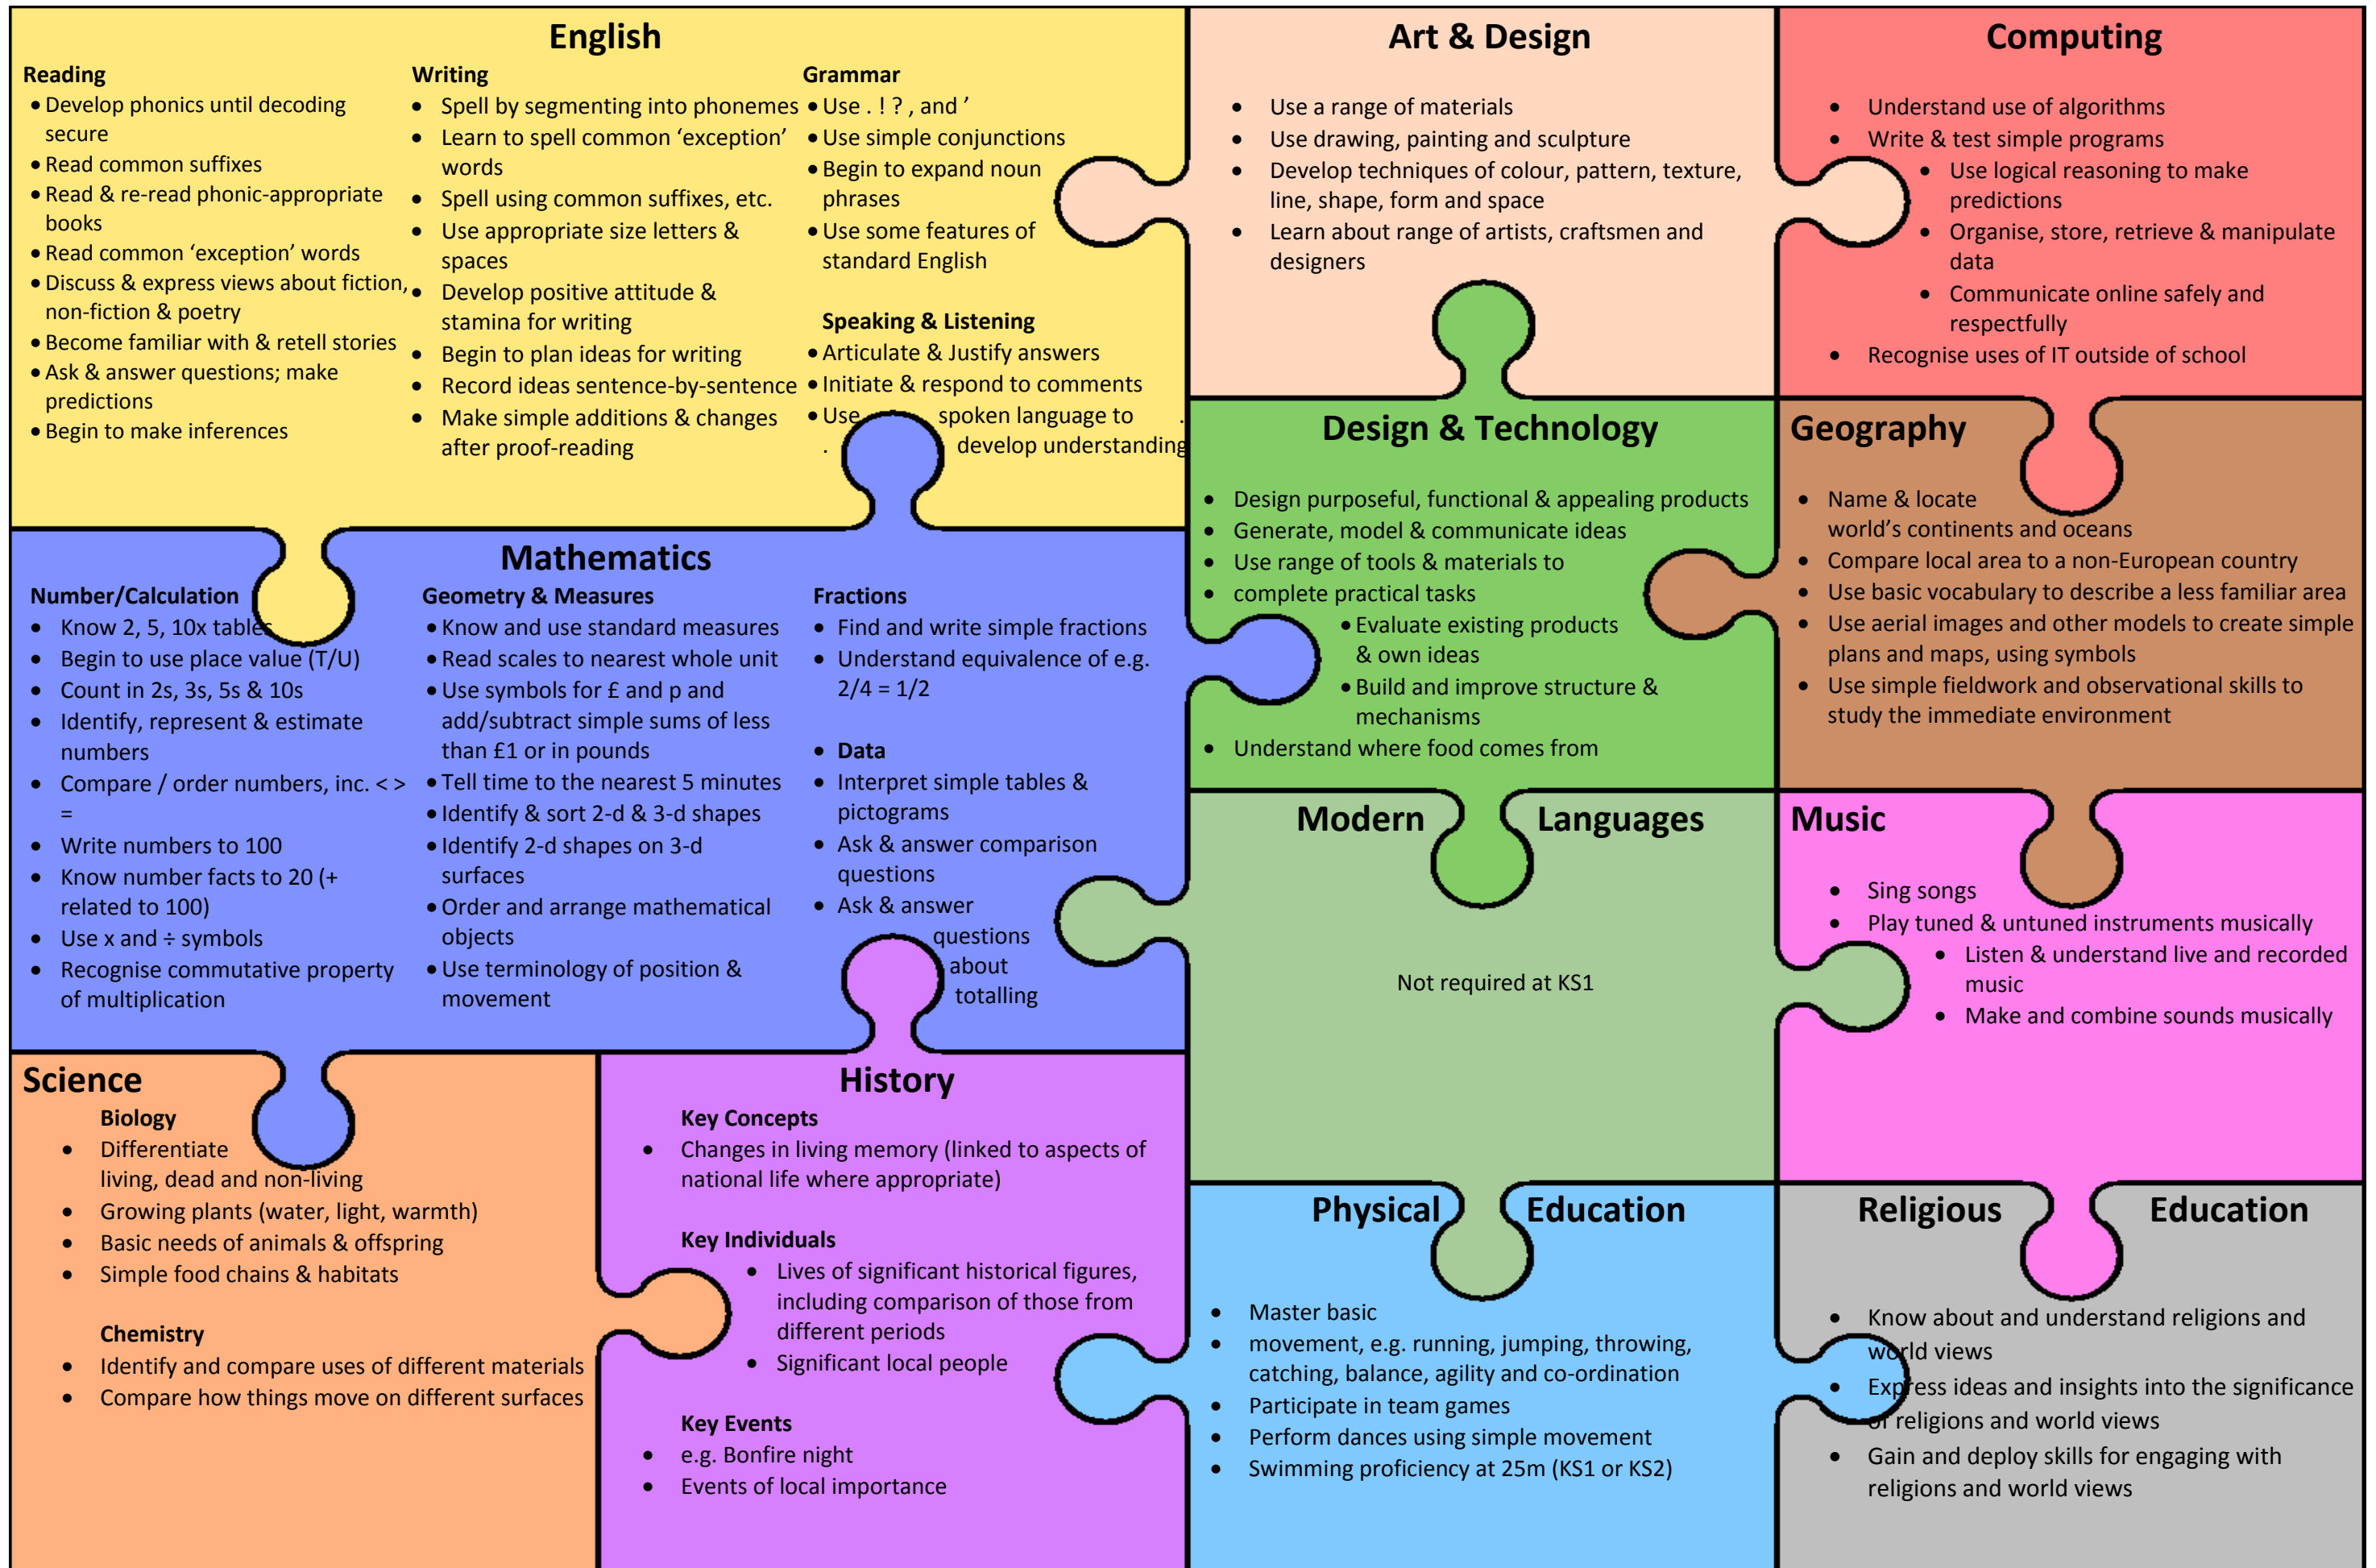 English
Reading
• Develop phonics until decoding
secure
• Read common suffixes
• Read & re-read phonic-appropriate
books
• Read common ‘exception’ words
• Discuss & express views about fiction,
non-fiction & poetry
• Become familiar with & retell stories
• Ask & answer questions; make
predictions
• Begin to make inferences
Writing
• Spell by segmenting into phonemes
• Learn to spell common ‘exception’
words
• Spell using common suffixes, etc.
• Use appropriate size letters &
spaces
• Develop positive attitude &
stamina for writing
• Begin to plan ideas for writing
• Record ideas sentence-by-sentence
• Make simple additions & changes
after proof-reading
Grammar
• Use . ! ? , and ’
• Use simple conjunctions
• Begin to expand noun
phrases
• Use some features of
standard English
Speaking & Listening
• Articulate & Justify answers
• Initiate & respond to comments
• Use spoken language to .
. develop understanding
Art & Design
• Use a range of materials
• Use drawing, painting and sculpture
• Develop techniques of colour, pattern, texture,
line, shape, form and space
• Learn about range of artists, craftsmen and
designers
Computing
• Understand use of algorithms
• Write & test simple programs
• Use logical reasoning to make
predictions
• Organise, store, retrieve & manipulate
data
• Communicate online safely and
respectfully
• Recognise uses of IT outside of school
Mathematics
Number/Calculation
• Know 2, 5, 10x tables
• Begin to use place value (T/U)
• Count in 2s, 3s, 5s & 10s
• Identify, represent & estimate
numbers
• Compare / order numbers, inc. < >
=
• Write numbers to 100
• Know number facts to 20 (+
related to 100)
• Use x and ÷ symbols
• Recognise commutative property
of multiplication
Geometry & Measures
• Know and use standard measures
• Read scales to nearest whole unit
• Use symbols for £ and p and
add/subtract simple sums of less
than £1 or in pounds
• Tell time to the nearest 5 minutes
• Identify & sort 2-d & 3-d shapes
• Identify 2-d shapes on 3-d
surfaces
• Order and arrange mathematical
objects
• Use terminology of position &
movement
Fractions
• Find and write simple fractions
• Understand equivalence of e.g.
2/4 = 1/2
• Data
• Interpret simple tables &
pictograms
• Ask & answer comparison
questions
• Ask & answer
questions
about
totalling
Design & Technology
• Design purposeful, functional & appealing products
• Generate, model & communicate ideas
• Use range of tools & materials to
• complete practical tasks
• Evaluate existing products
& own ideas
• Build and improve structure &
mechanisms
• Understand where food comes from
Geography
• Name & locate
world’s continents and oceans
• Compare local area to a non-European country
• Use basic vocabulary to describe a less familiar area
• Use aerial images and other models to create simple
plans and maps, using symbols
• Use simple fieldwork and observational skills to
study the immediate environment
Modern Languages
Not required at KS1
Music
• Sing songs
• Play tuned & untuned instruments musically
• Listen & understand live and recorded
music
• Make and combine sounds musically
Science
Biology
• Differentiate
living, dead and non-living
• Growing plants (water, light, warmth)
• Basic needs of animals & offspring
• Simple food chains & habitats
Chemistry
• Identify and compare uses of different materials
• Compare how things move on different surfaces
History
Key Concepts
• Changes in living memory (linked to aspects of
national life where appropriate)
Key Individuals
• Lives of significant historical figures,
including comparison of those from
different periods
• Significant local people
Key Events
• e.g. Bonfire night
• Events of local importance
Physical Education
• Master basic
• movement, e.g. running, jumping, throwing,
catching, balance, agility and co-ordination
• Participate in team games
• Perform dances using simple movement
• Swimming proficiency at 25m (KS1 or KS2)
Religious Education
• Know about and understand religions and
world views
• Express ideas and insights into the significance
of religions and world views
• Gain and deploy skills for engaging with
religions and world views